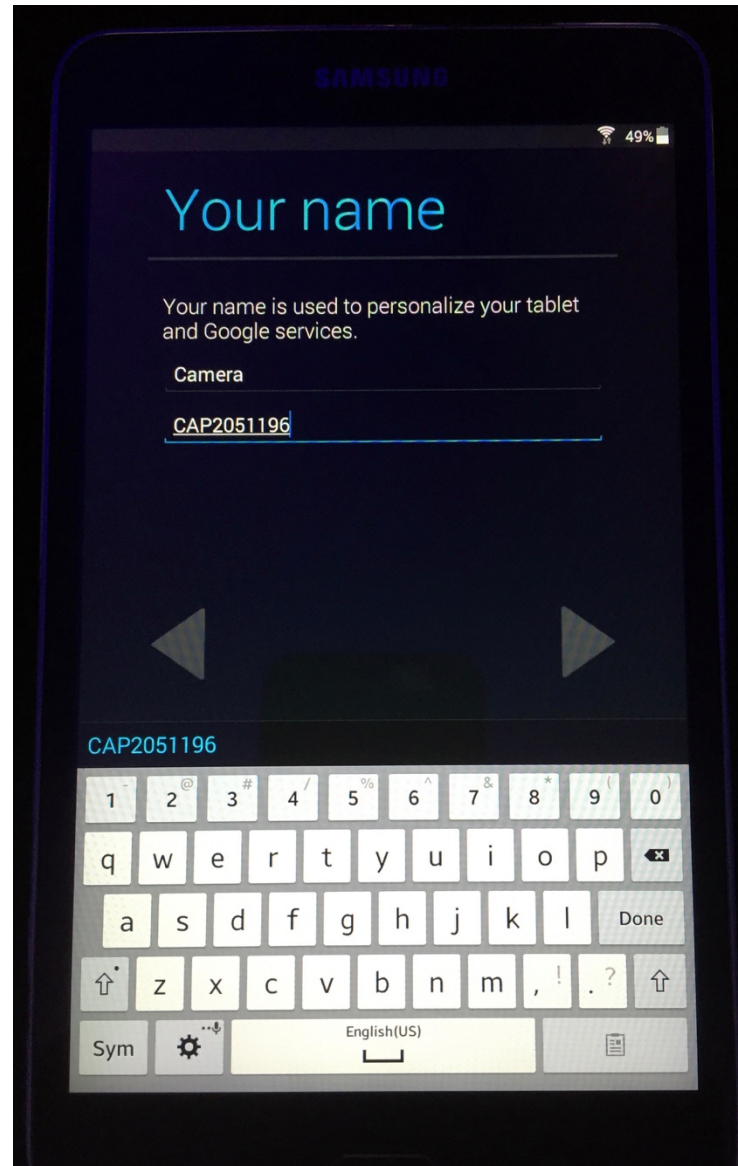 SAMSUNG
49%
Your name
Your name is used to personalize your tablet
and Google services.
Camera
CAP2051196
CAP2051196
- @ # / % ^ & * ( )
1 2 3 4 5 6 7 8 9 0
q w e r t y u i o p
a s d f g h j k l Done
z x c v b n m , ! . ?
Sym English(US)